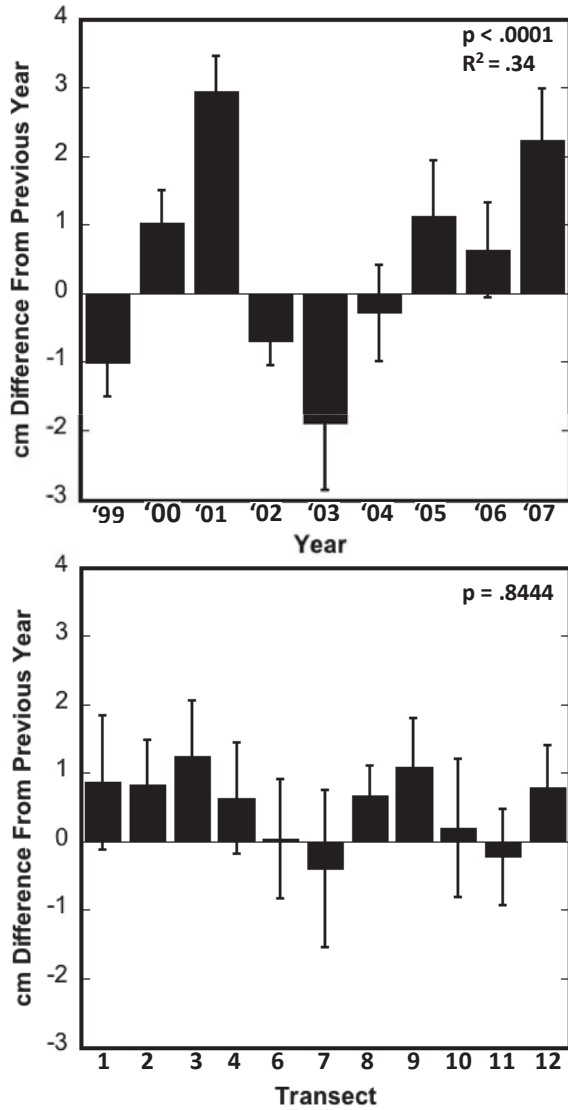 4
3
2
1
0
-1
-2
-3
cm Difference From Previous Year
p < .0001
R² = .34
‘99 ‘00 ‘01 ‘02 ‘03 ‘04 ‘05 ‘06 ‘07
Year
4
3
2
1
0
-1
-2
-3
cm Difference From Previous Year
p = .8444
1 2 3 4 6 7 8 9 10 11 12
Transect